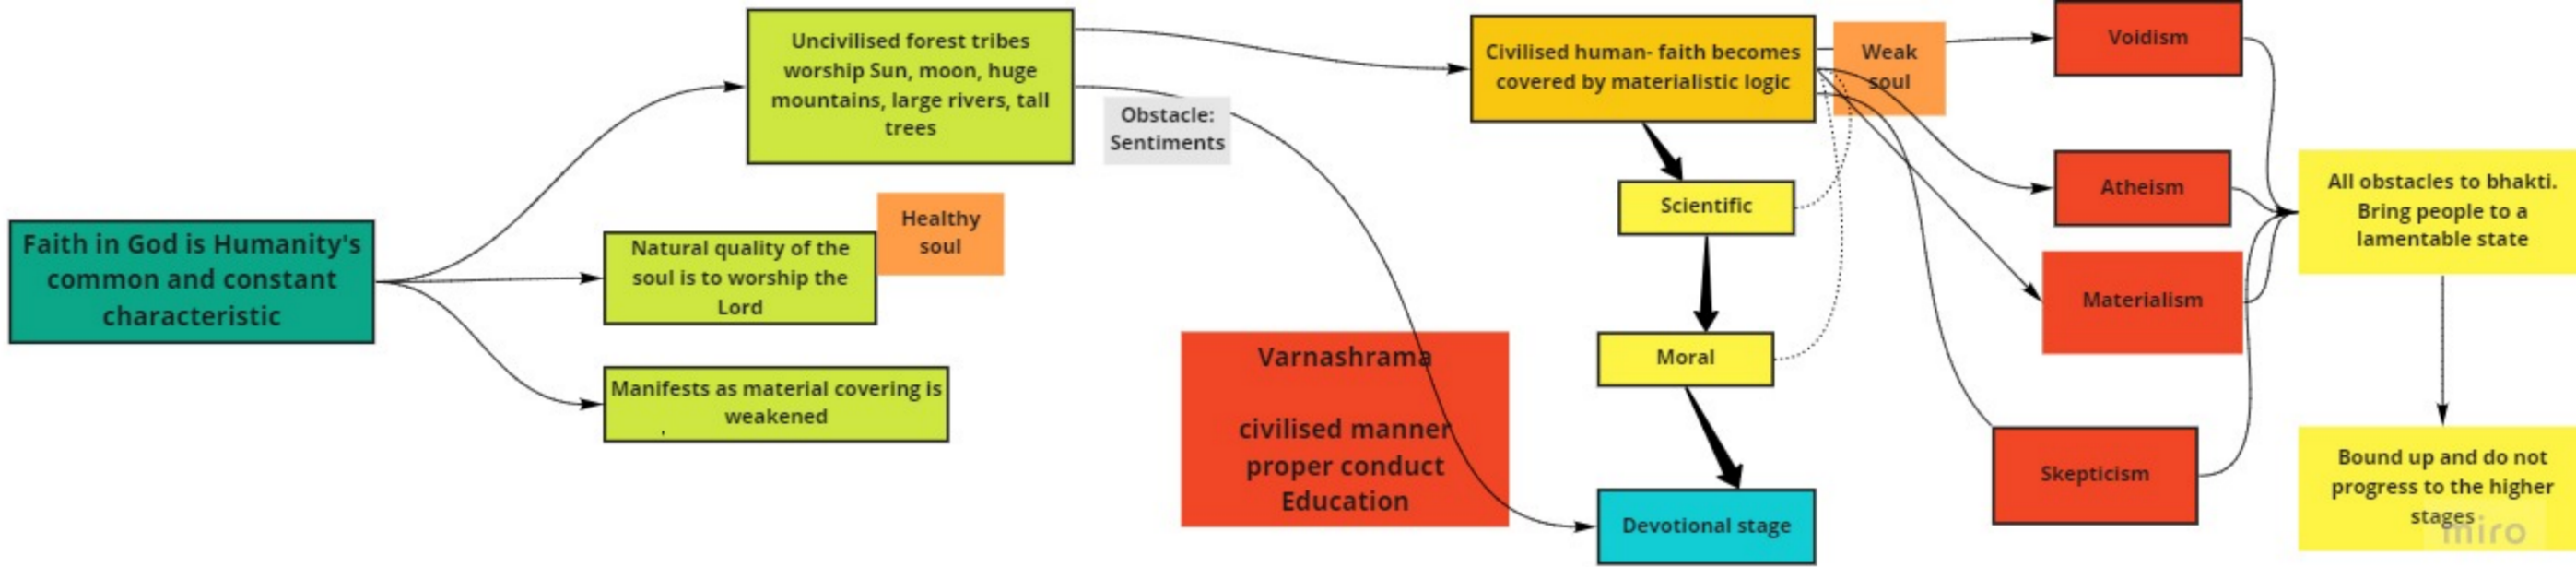 Faith in God is Humanity's
common and constant
characteristic
Uncivilised forest tribes
worship Sun, moon, huge
mountains, large rivers, tall
trees
Natural quality of the
soul is to worship the
Lord
Healthy
soul
Manifests as material covering is
weakened
Obstacle:
Sentiments
Varnashrama
civilised manner
proper conduct
Education
Civilised human- faith becomes
covered by materialistic logic
Weak
soul
Scientific
Moral
Devotional stage
Voidism
Atheism
Materialism
Skepticism
All obstacles to bhakti.
Bring people to a
lamentable state
Bound up and do not
progress to the higher
stages
miro